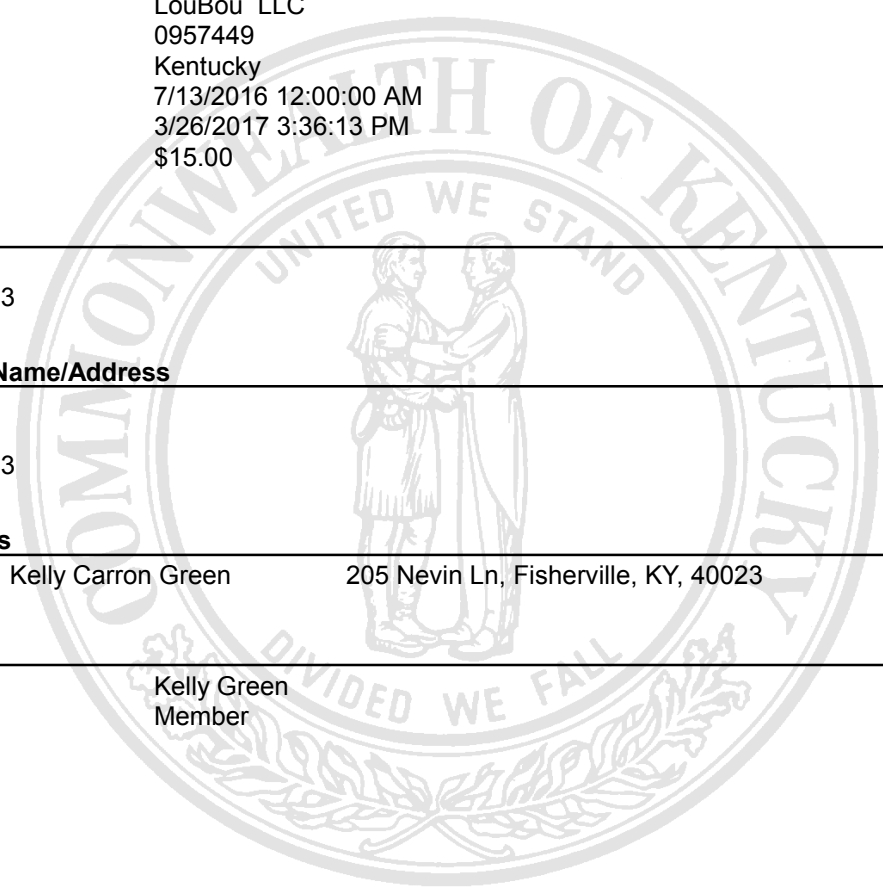 LouBou LLC
0957449
Kentucky
7/13/2016 12:00:00 AM
3/26/2017 3:36:13 PM
$15.00
COMMONWEALTH OF KENTUCKY
UNITED WE STAND
3
Name/Address
3
s
Kelly Carron Green 205 Nevin Ln, Fisherville, KY, 40023
DIVIDED WE FALL
Kelly Green
Member